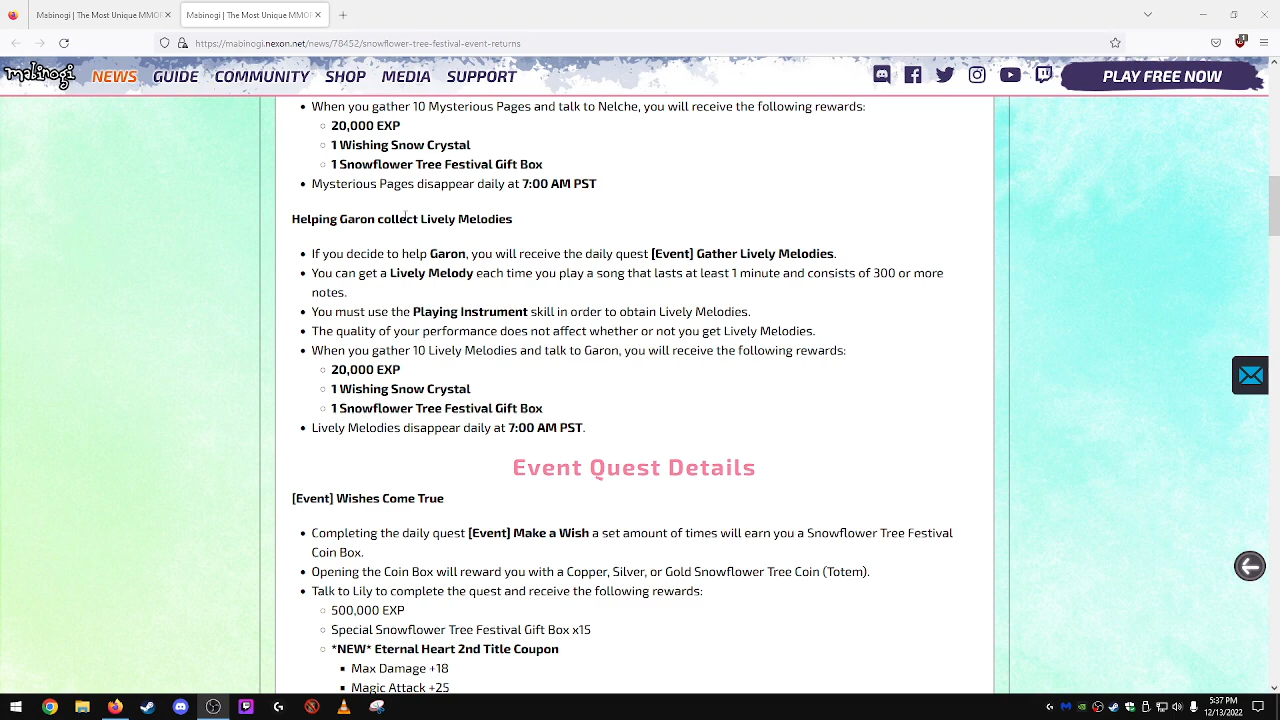 Mabinogi | The Most Unique MMOR
Mabinogi | The Most Unique MMOR
https://mabinogi.nexon.net/news/78452/snowflower-tree-festival-event-returns
mabinogi
NEWS
GUIDE
COMMUNITY
SHOP
MEDIA
SUPPORT
PLAY FREE NOW
When you gather 10 Mysterious Pages and talk to Nelche, you will receive the following rewards:
20,000 EXP
1 Wishing Snow Crystal
1 Snowflower Tree Festival Gift Box
Mysterious Pages disappear daily at 7:00 AM PST
Helping Garon collect Lively Melodies
If you decide to help Garon, you will receive the daily quest [Event] Gather Lively Melodies.
You can get a Lively Melody each time you play a song that lasts at least 1 minute and consists of 300 or more
notes.
You must use the Playing Instrument skill in order to obtain Lively Melodies.
The quality of your performance does not affect whether or not you get Lively Melodies.
When you gather 10 Lively Melodies and talk to Garon, you will receive the following rewards:
20,000 EXP
1 Wishing Snow Crystal
1 Snowflower Tree Festival Gift Box
Lively Melodies disappear daily at 7:00 AM PST.
Event Quest Details
[Event] Wishes Come True
Completing the daily quest [Event] Make a Wish a set amount of times will earn you a Snowflower Tree Festival
Coin Box.
Opening the Coin Box will reward you with a Copper, Silver, or Gold Snowflower Tree Coin (Totem).
Talk to Lily to complete the quest and receive the following rewards:
500,000 EXP
Special Snowflower Tree Festival Gift Box x15
*NEW* Eternal Heart 2nd Title Coupon
Max Damage +18
Magic Attack +25
5:37 PM
12/13/2022